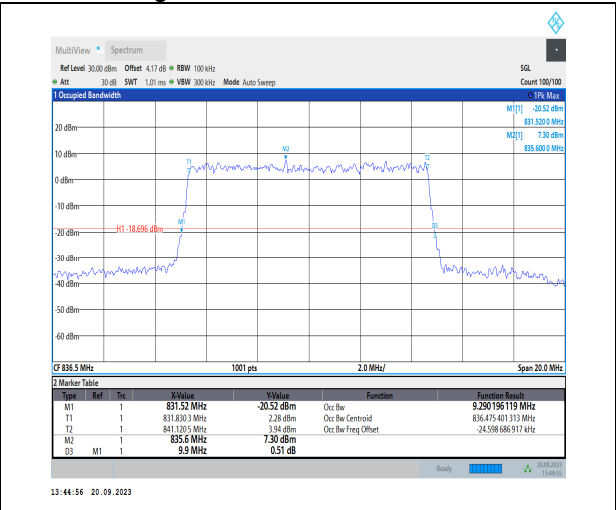 MultiView Spectrum
Ref Level 30.00 dBm Offset 4.17 dB RBW 100 kHz SGL
Att 30 dB SWT 1.01 ms VBW 300 kHz Mode Auto Sweep Count 100/100
1 Occupied Bandwidth 1Pk Max
M1[1] -20.52 dBm
831.520 0 MHz
M2[1] 7.30 dBm
835.600 0 MHz
20 dBm
10 dBm
M2
T1
T2
0 dBm
-10 dBm
M1
D3
H1 -18.696 dBm
-20 dBm
-30 dBm
-40 dBm
-50 dBm
-60 dBm
CF 836.5 MHz 1001 pts 2.0 MHz/ Span 20.0 MHz
2 Marker Table
Type Ref Trc X-Value Y-Value Function Function Result
M1 1 831.52 MHz -20.52 dBm Occ Bw 9.290 196 119 MHz
T1 1 831.830 3 MHz 2.28 dBm Occ Bw Centroid 836.475 401 313 MHz
T2 1 841.120 5 MHz 3.94 dBm Occ Bw Freq Offset -24.598 686 917 kHz
M2 1 835.6 MHz 7.30 dBm
D3 M1 1 9.9 MHz 0.51 dB
Ready 20.09.2023
13:44:55
13:44:56 20.09.2023